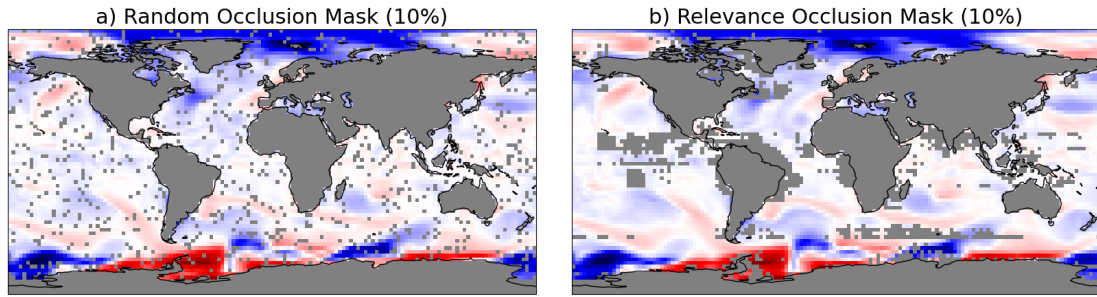 a) Random Occlusion Mask (10%)
b) Relevance Occlusion Mask (10%)